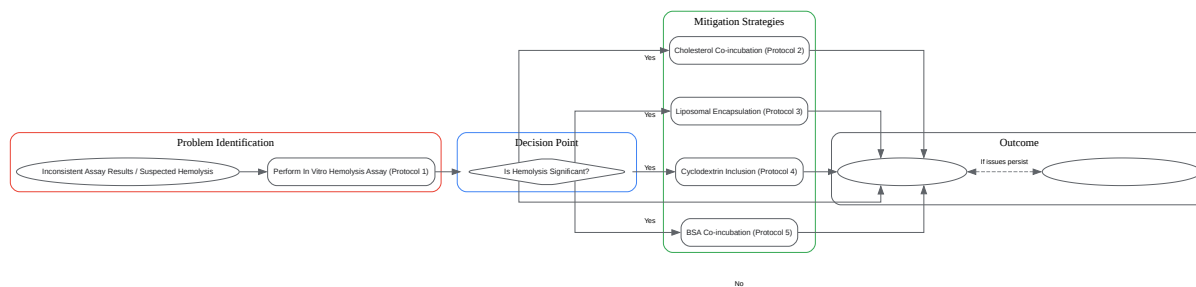 Mitigation Strategies
Cholesterol Co-incubation (Protocol 2)
Yes
Liposomal Encapsulation (Protocol 3)
Yes
Problem Identification
Decision Point
Outcome
Inconsistent Assay Results / Suspected Hemolysis
Perform In Vitro Hemolysis Assay (Protocol 1)
Is Hemolysis Significant?
Yes
Cyclodextrin Inclusion (Protocol 4)
If issues persist
Yes
BSA Co-incubation (Protocol 5)
No